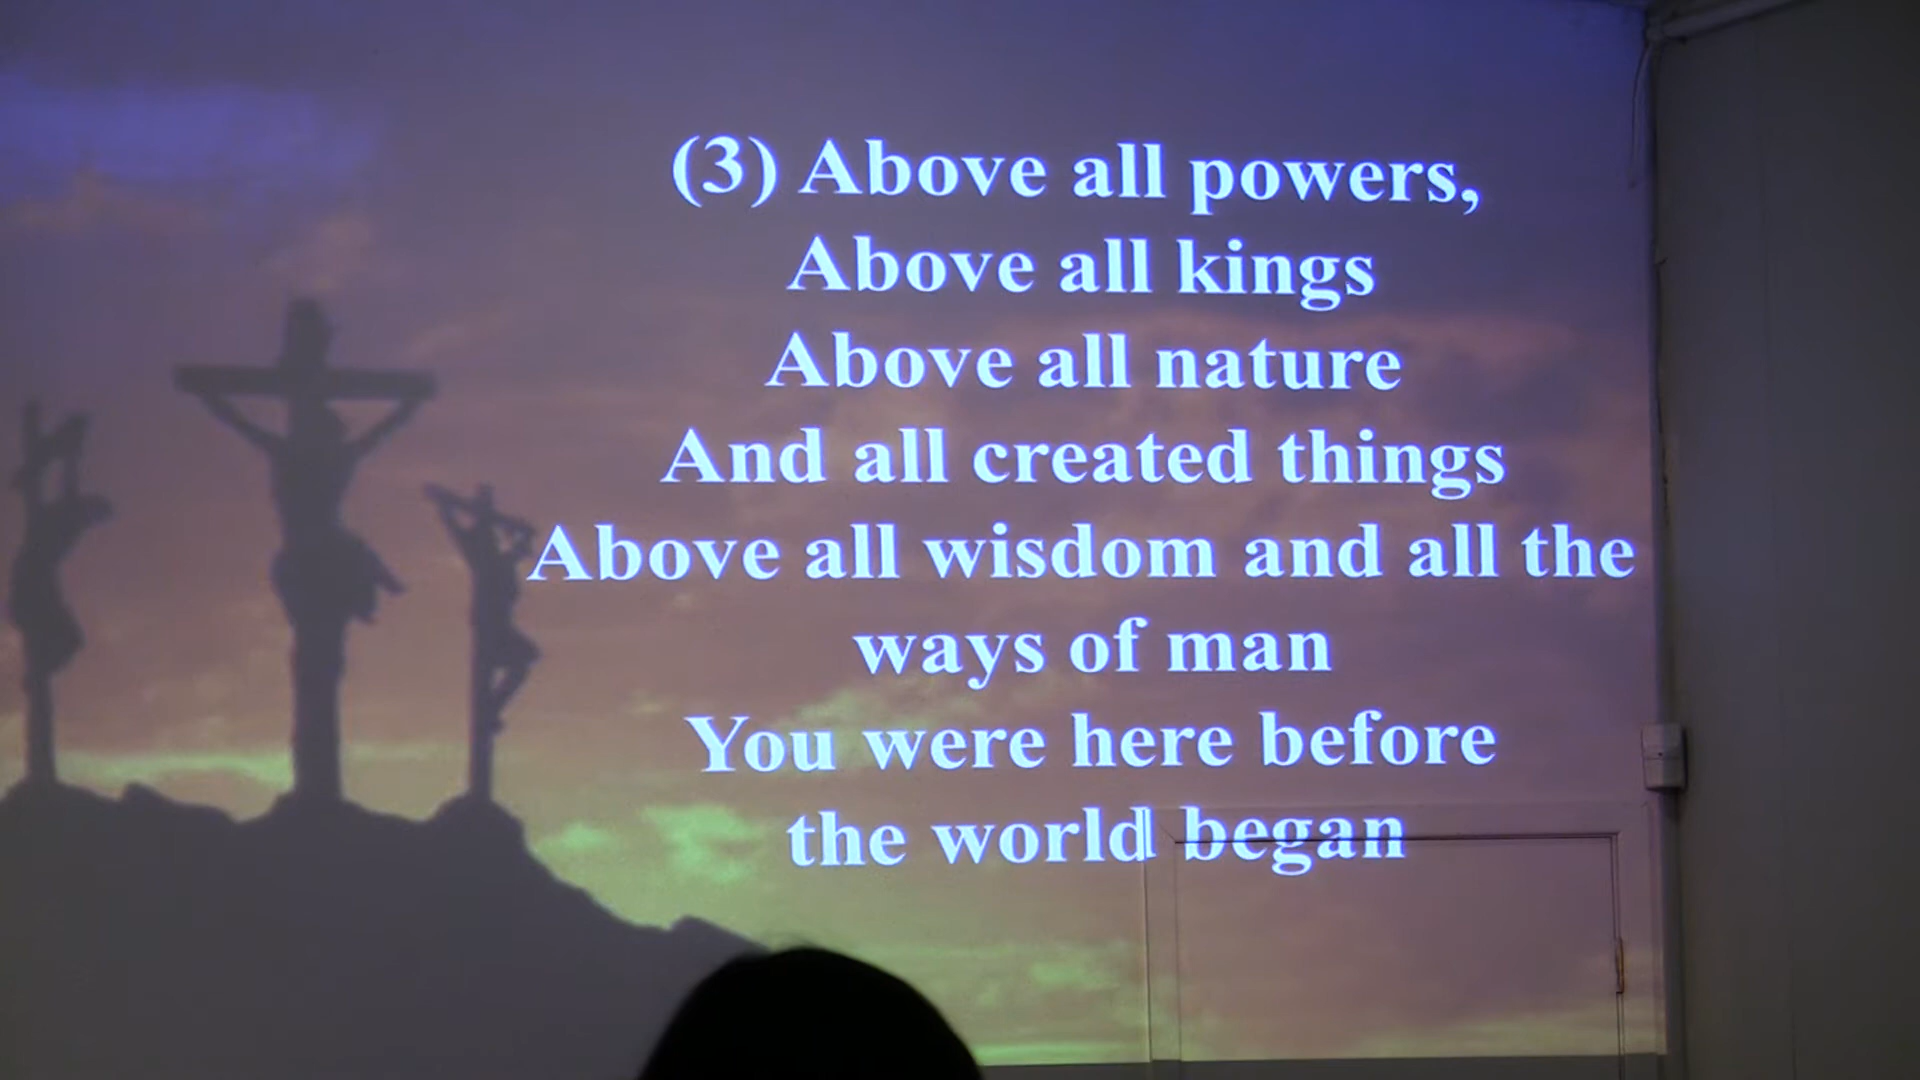 (3) Above all powers,
Above all kings
Above all nature
And all created things
Above all wisdom and all the
ways of man
You were here before
the world began